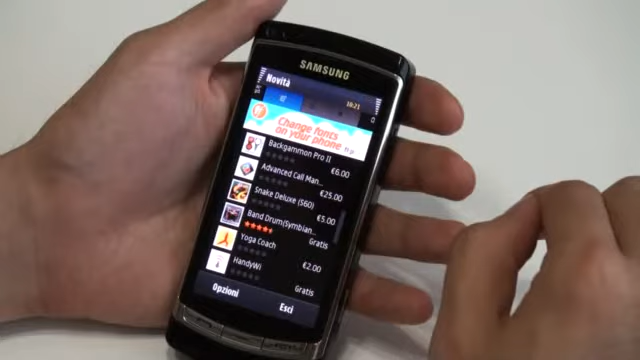 SAMSUNG
Novità
10:21
Change fonts
on your phone
Backgammon Pro II
€6.00
Advanced Call Man...
€25.00
Snake Deluxe (S60)
€5.00
Band Drum(Symbian...
Gratis
Yoga Coach
€2.00
HandyWi
Gratis
Opzioni
Esci